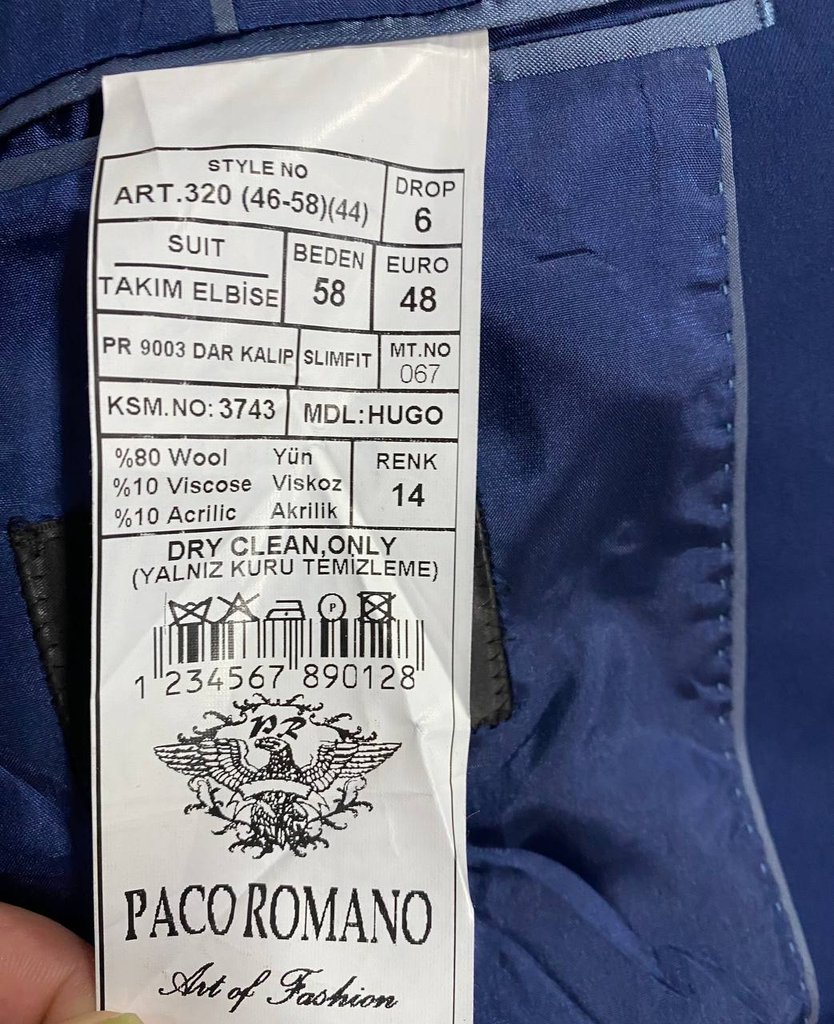 STYLE NO
ART.320 (46-58)(44)
DROP
6
SUIT
TAKIM ELBİSE
BEDEN
58
EURO
48
PR 9003 DAR KALIP
SLIMFIT
MT.NO
067
KSM.NO: 3743
MDL:HUGO
%80 Wool Yün
%10 Viscose Viskoz
%10 Acrilic Akrilik
RENK
14
DRY CLEAN,ONLY
(YALNIZ KURU TEMİZLEME)
P
1 234567 890128
PR
PACO ROMANO
Art of Fashion